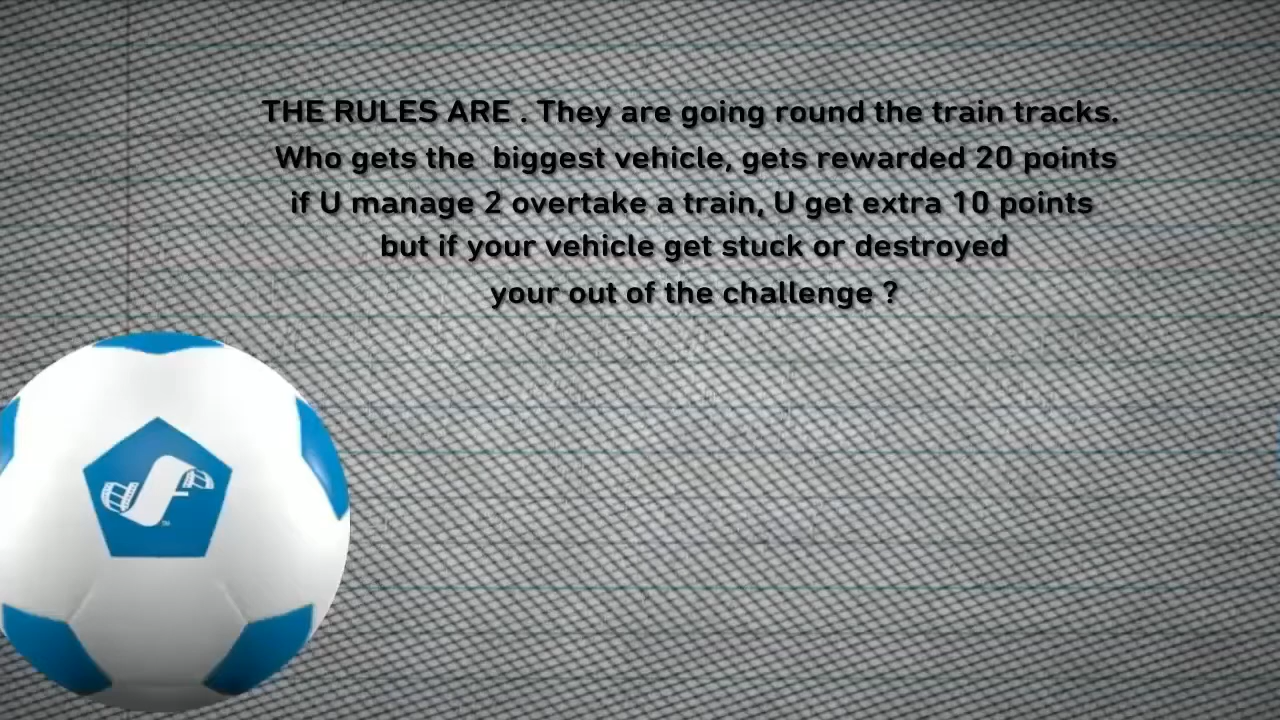 THE RULES ARE . They are going round the train tracks.
Who gets the biggest vehicle, gets rewarded 20 points
if U manage 2 overtake a train, U get extra 10 points
but if your vehicle get stuck or destroyed
your out of the challenge ?